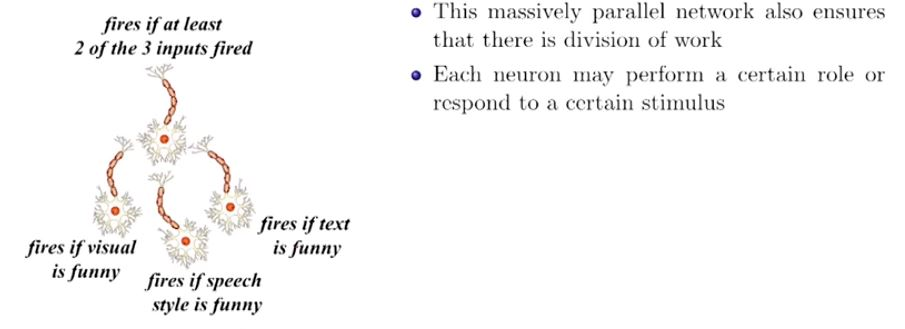 fires if at least
2 of the 3 inputs fired
fires if visual
is funny
fires if speech
style is funny
fires if text
is funny
This massively parallel network also ensures
that there is division of work
Each neuron may perform a certain role or
respond to a certain stimulus